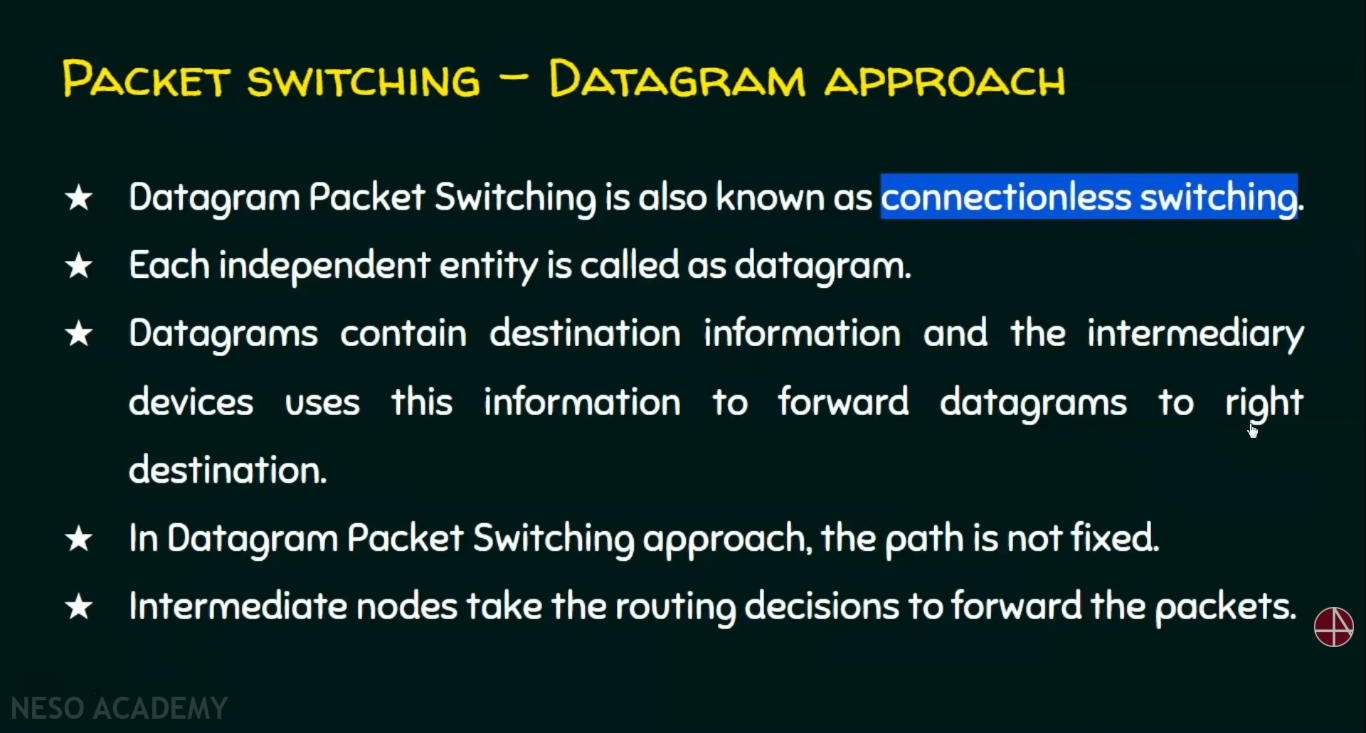 PACKET SWITCHING – DATAGRAM APPROACH
★ Datagram Packet Switching is also known as connectionless switching.
★ Each independent entity is called as datagram.
★ Datagrams contain destination information and the intermediary
devices uses this information to forward datagrams to right
destination.
★ In Datagram Packet Switching approach, the path is not fixed.
★ Intermediate nodes take the routing decisions to forward the packets.
NESO ACADEMY